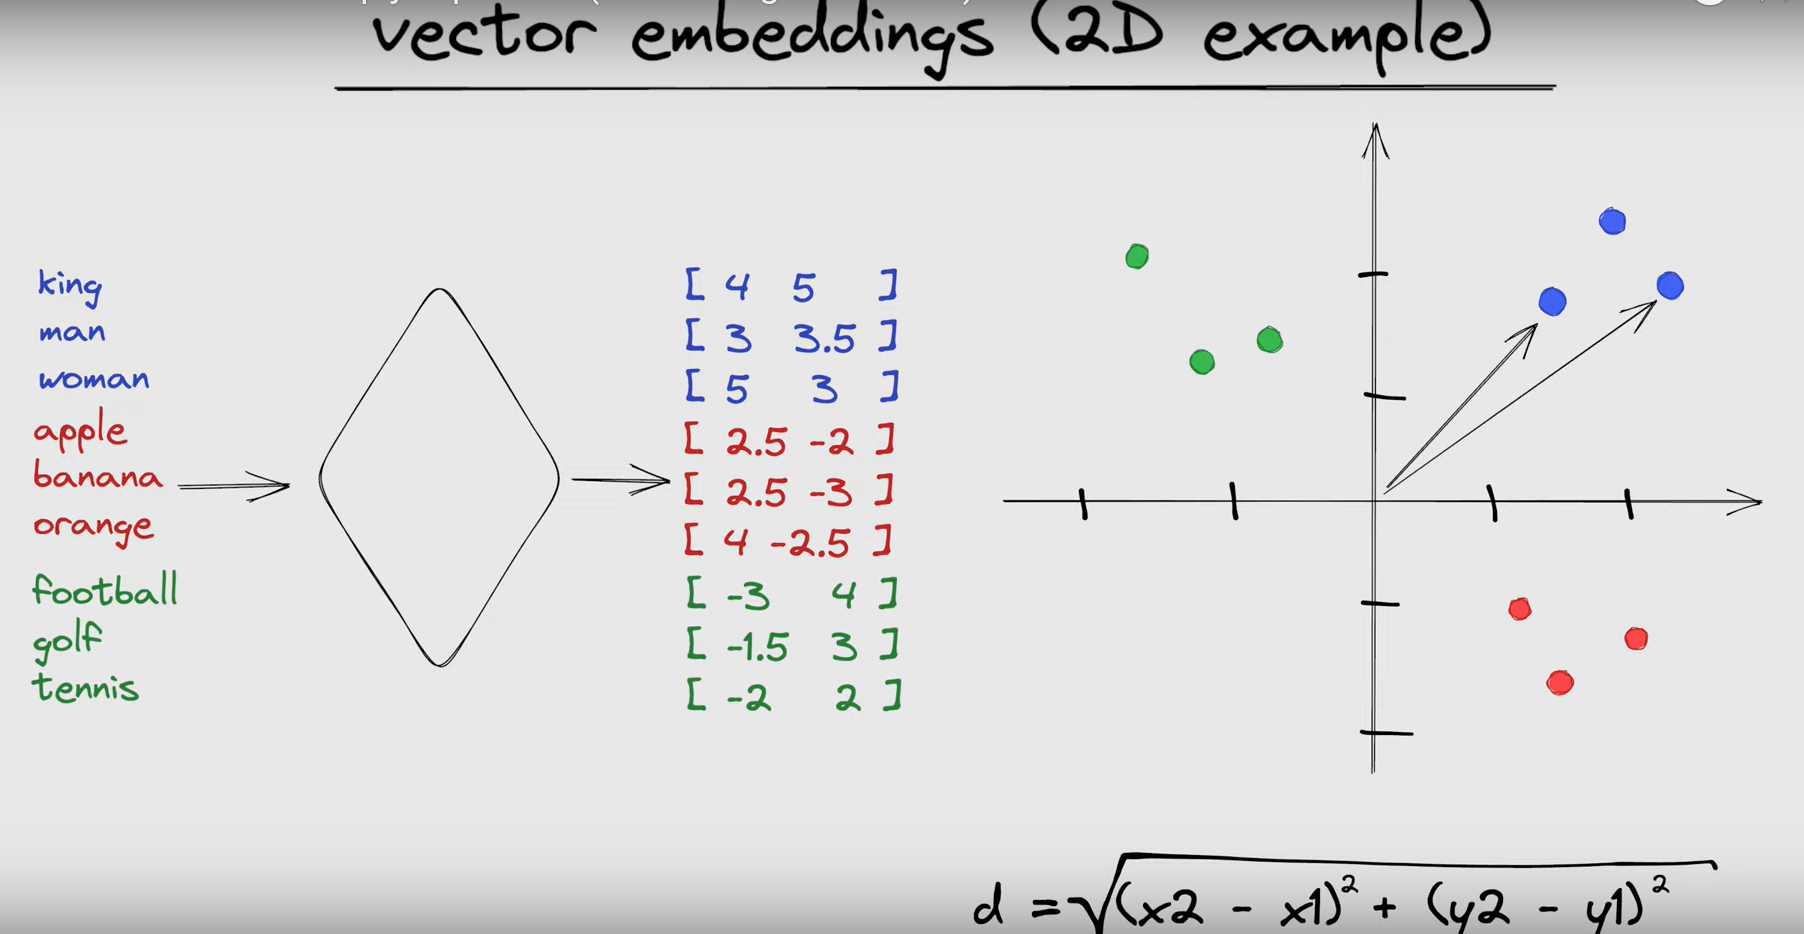 vector embeddings (2D example)
king
man
woman
apple
banana
orange
football
golf
tennis
[ 4 5 ]
[ 3 3.5 ]
[ 5 3 ]
[ 2.5 -2 ]
[ 2.5 -3 ]
[ 4 -2.5 ]
[ -3 4 ]
[ -1.5 3 ]
[ -2 2 ]
d = √(x2 - x1)² + (y2 - y1)²